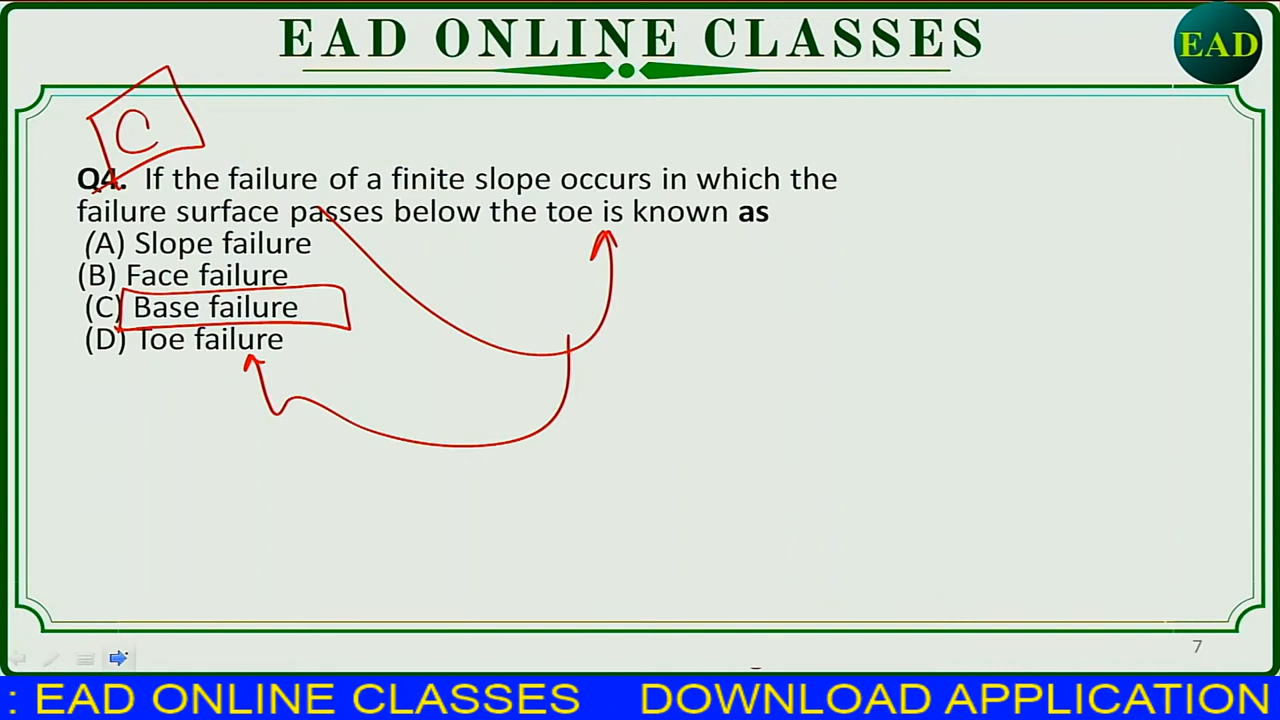 EAD ONLINE CLASSES
EAD
C
Q4. If the failure of a finite slope occurs in which the
failure surface passes below the toe is known as
(A) Slope failure
(B) Face failure
(C) Base failure
(D) Toe failure
7
: EAD ONLINE CLASSES DOWNLOAD APPLICATION